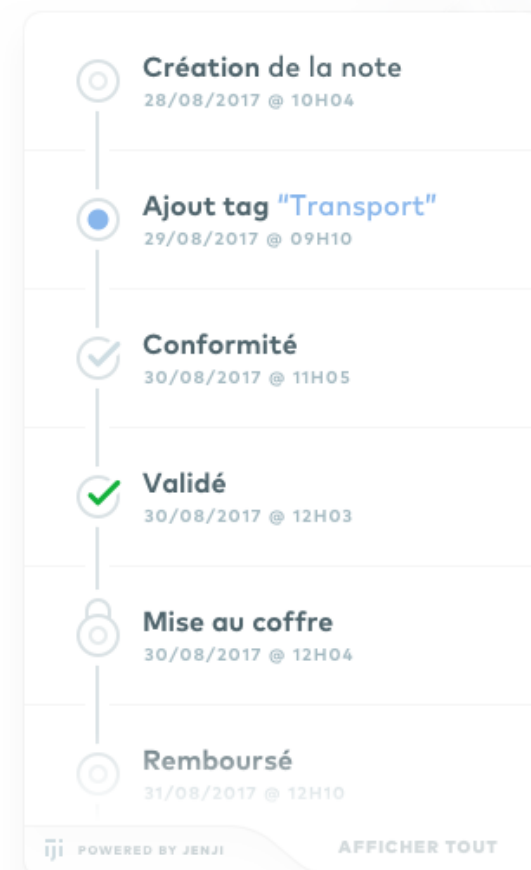 Création de la note
28/08/2017 @ 10H04
Ajout tag “Transport”
29/08/2017 @ 09H10
Conformité
30/08/2017 @ 11H05
Validé
30/08/2017 @ 12H03
Mise au coffre
30/08/2017 @ 12H04
Remboursé
31/08/2017 @ 12H10
iji POWERED BY JENJI
AFFICHER TOUT